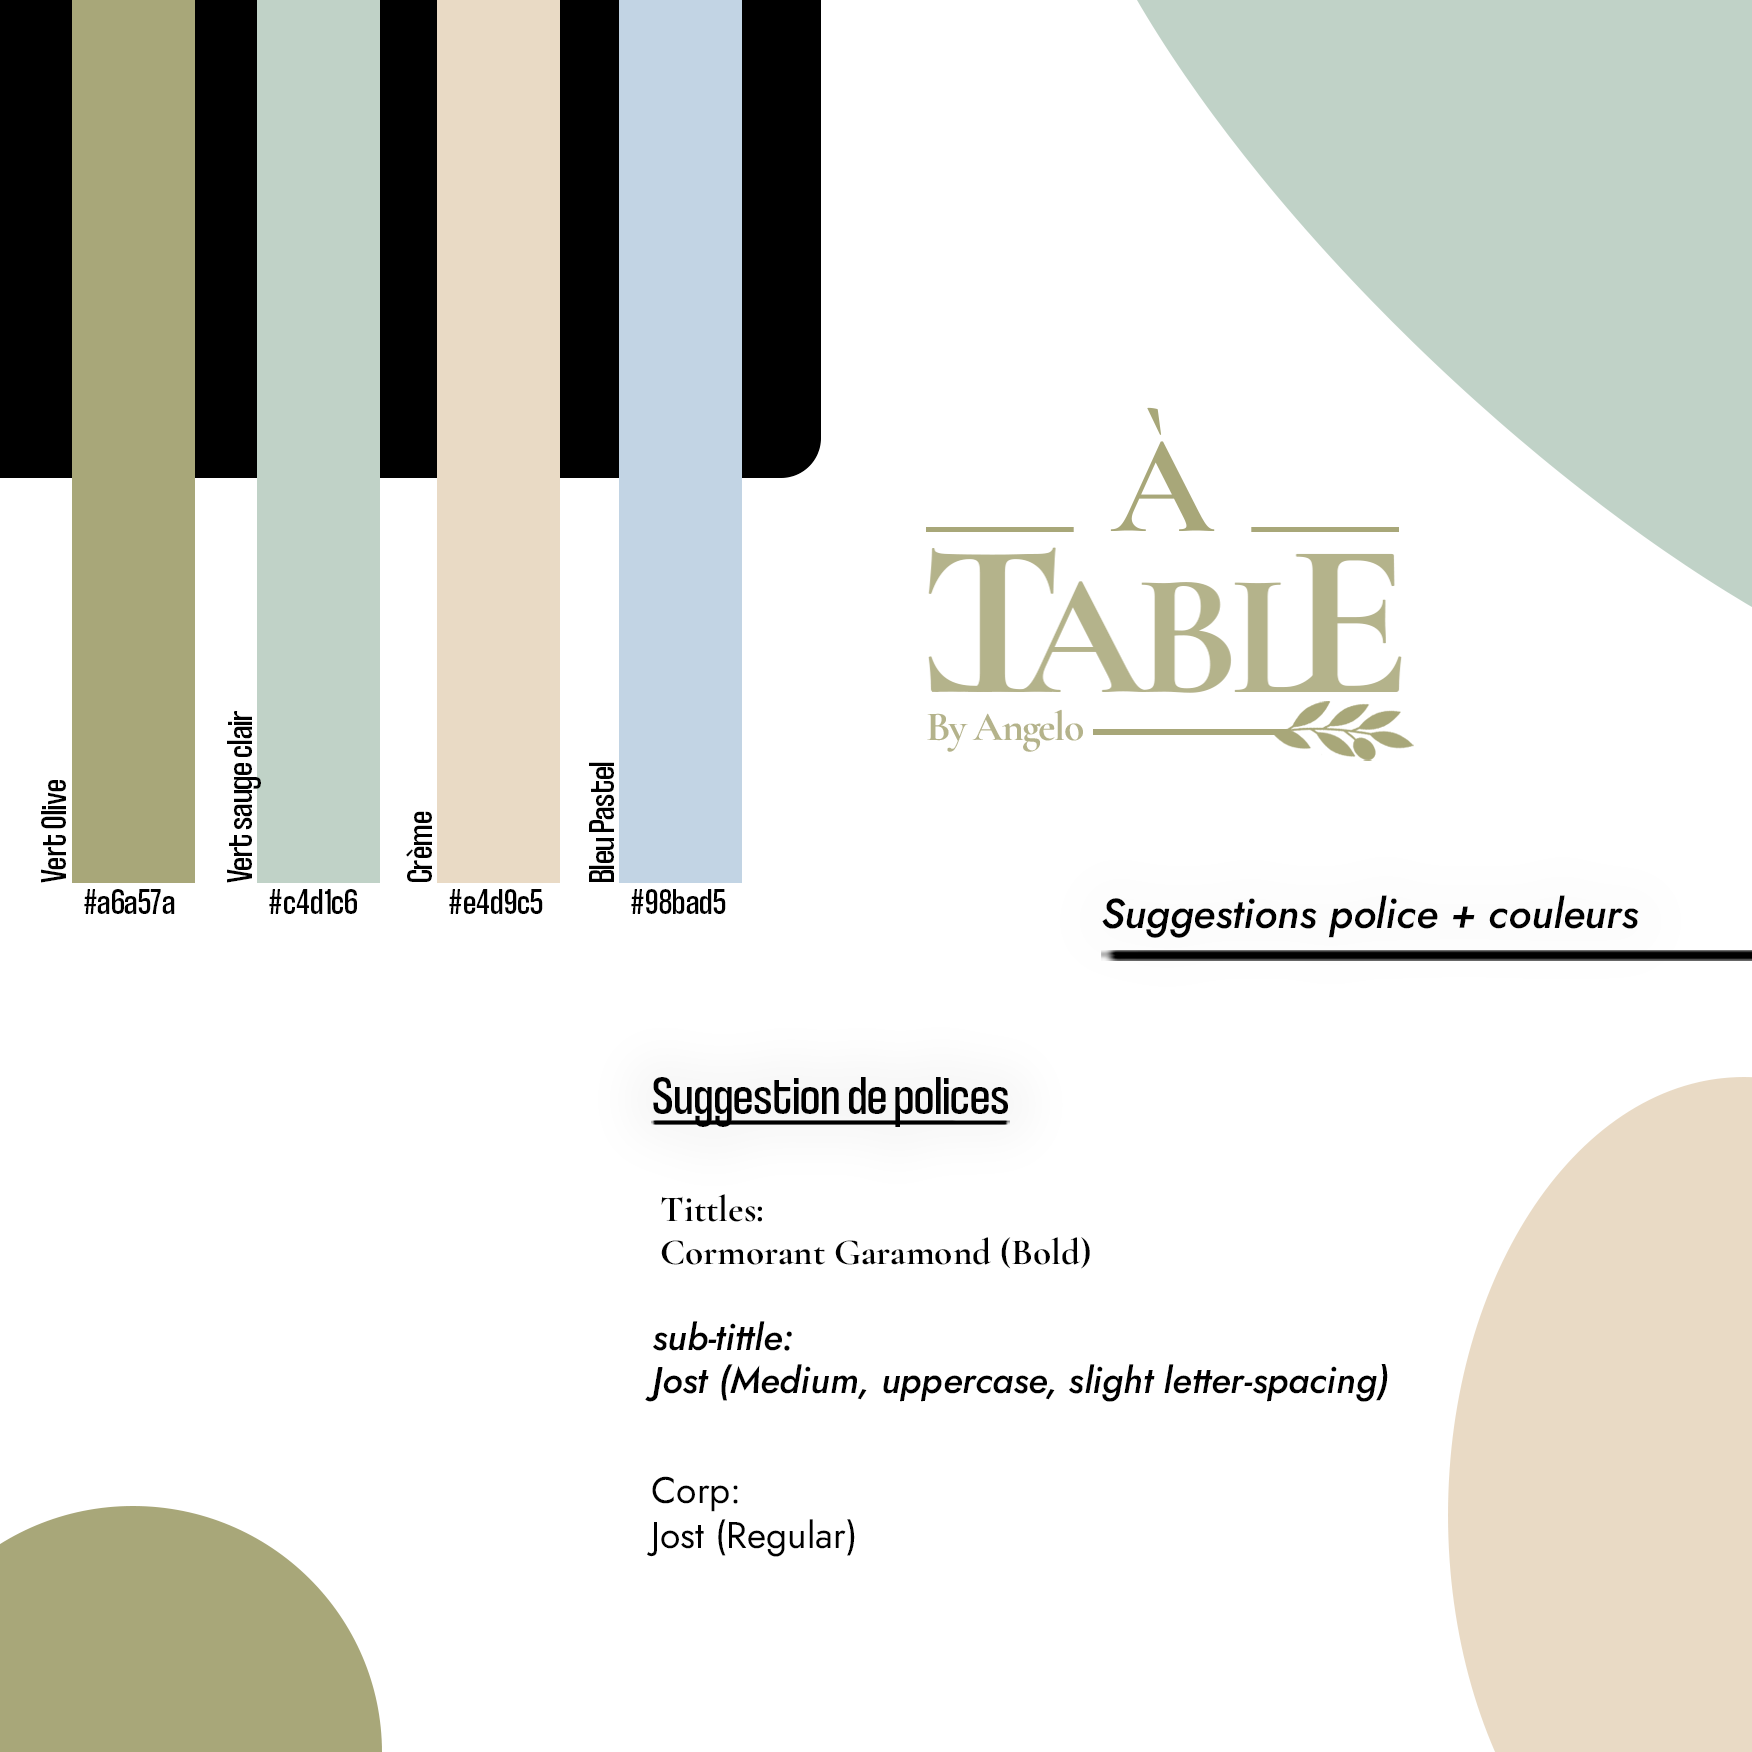 À
TABLE
By Angelo
Vert Olive
#a6a57a
Vert sauge clair
#c4d1c6
Crème
#e4d9c5
Bleu Pastel
#98bad5
Suggestions police + couleurs
Suggestion de polices
Tittles:
Cormorant Garamond (Bold)
sub-tittle:
Jost (Medium, uppercase, slight letter-spacing)
Corp:
Jost (Regular)